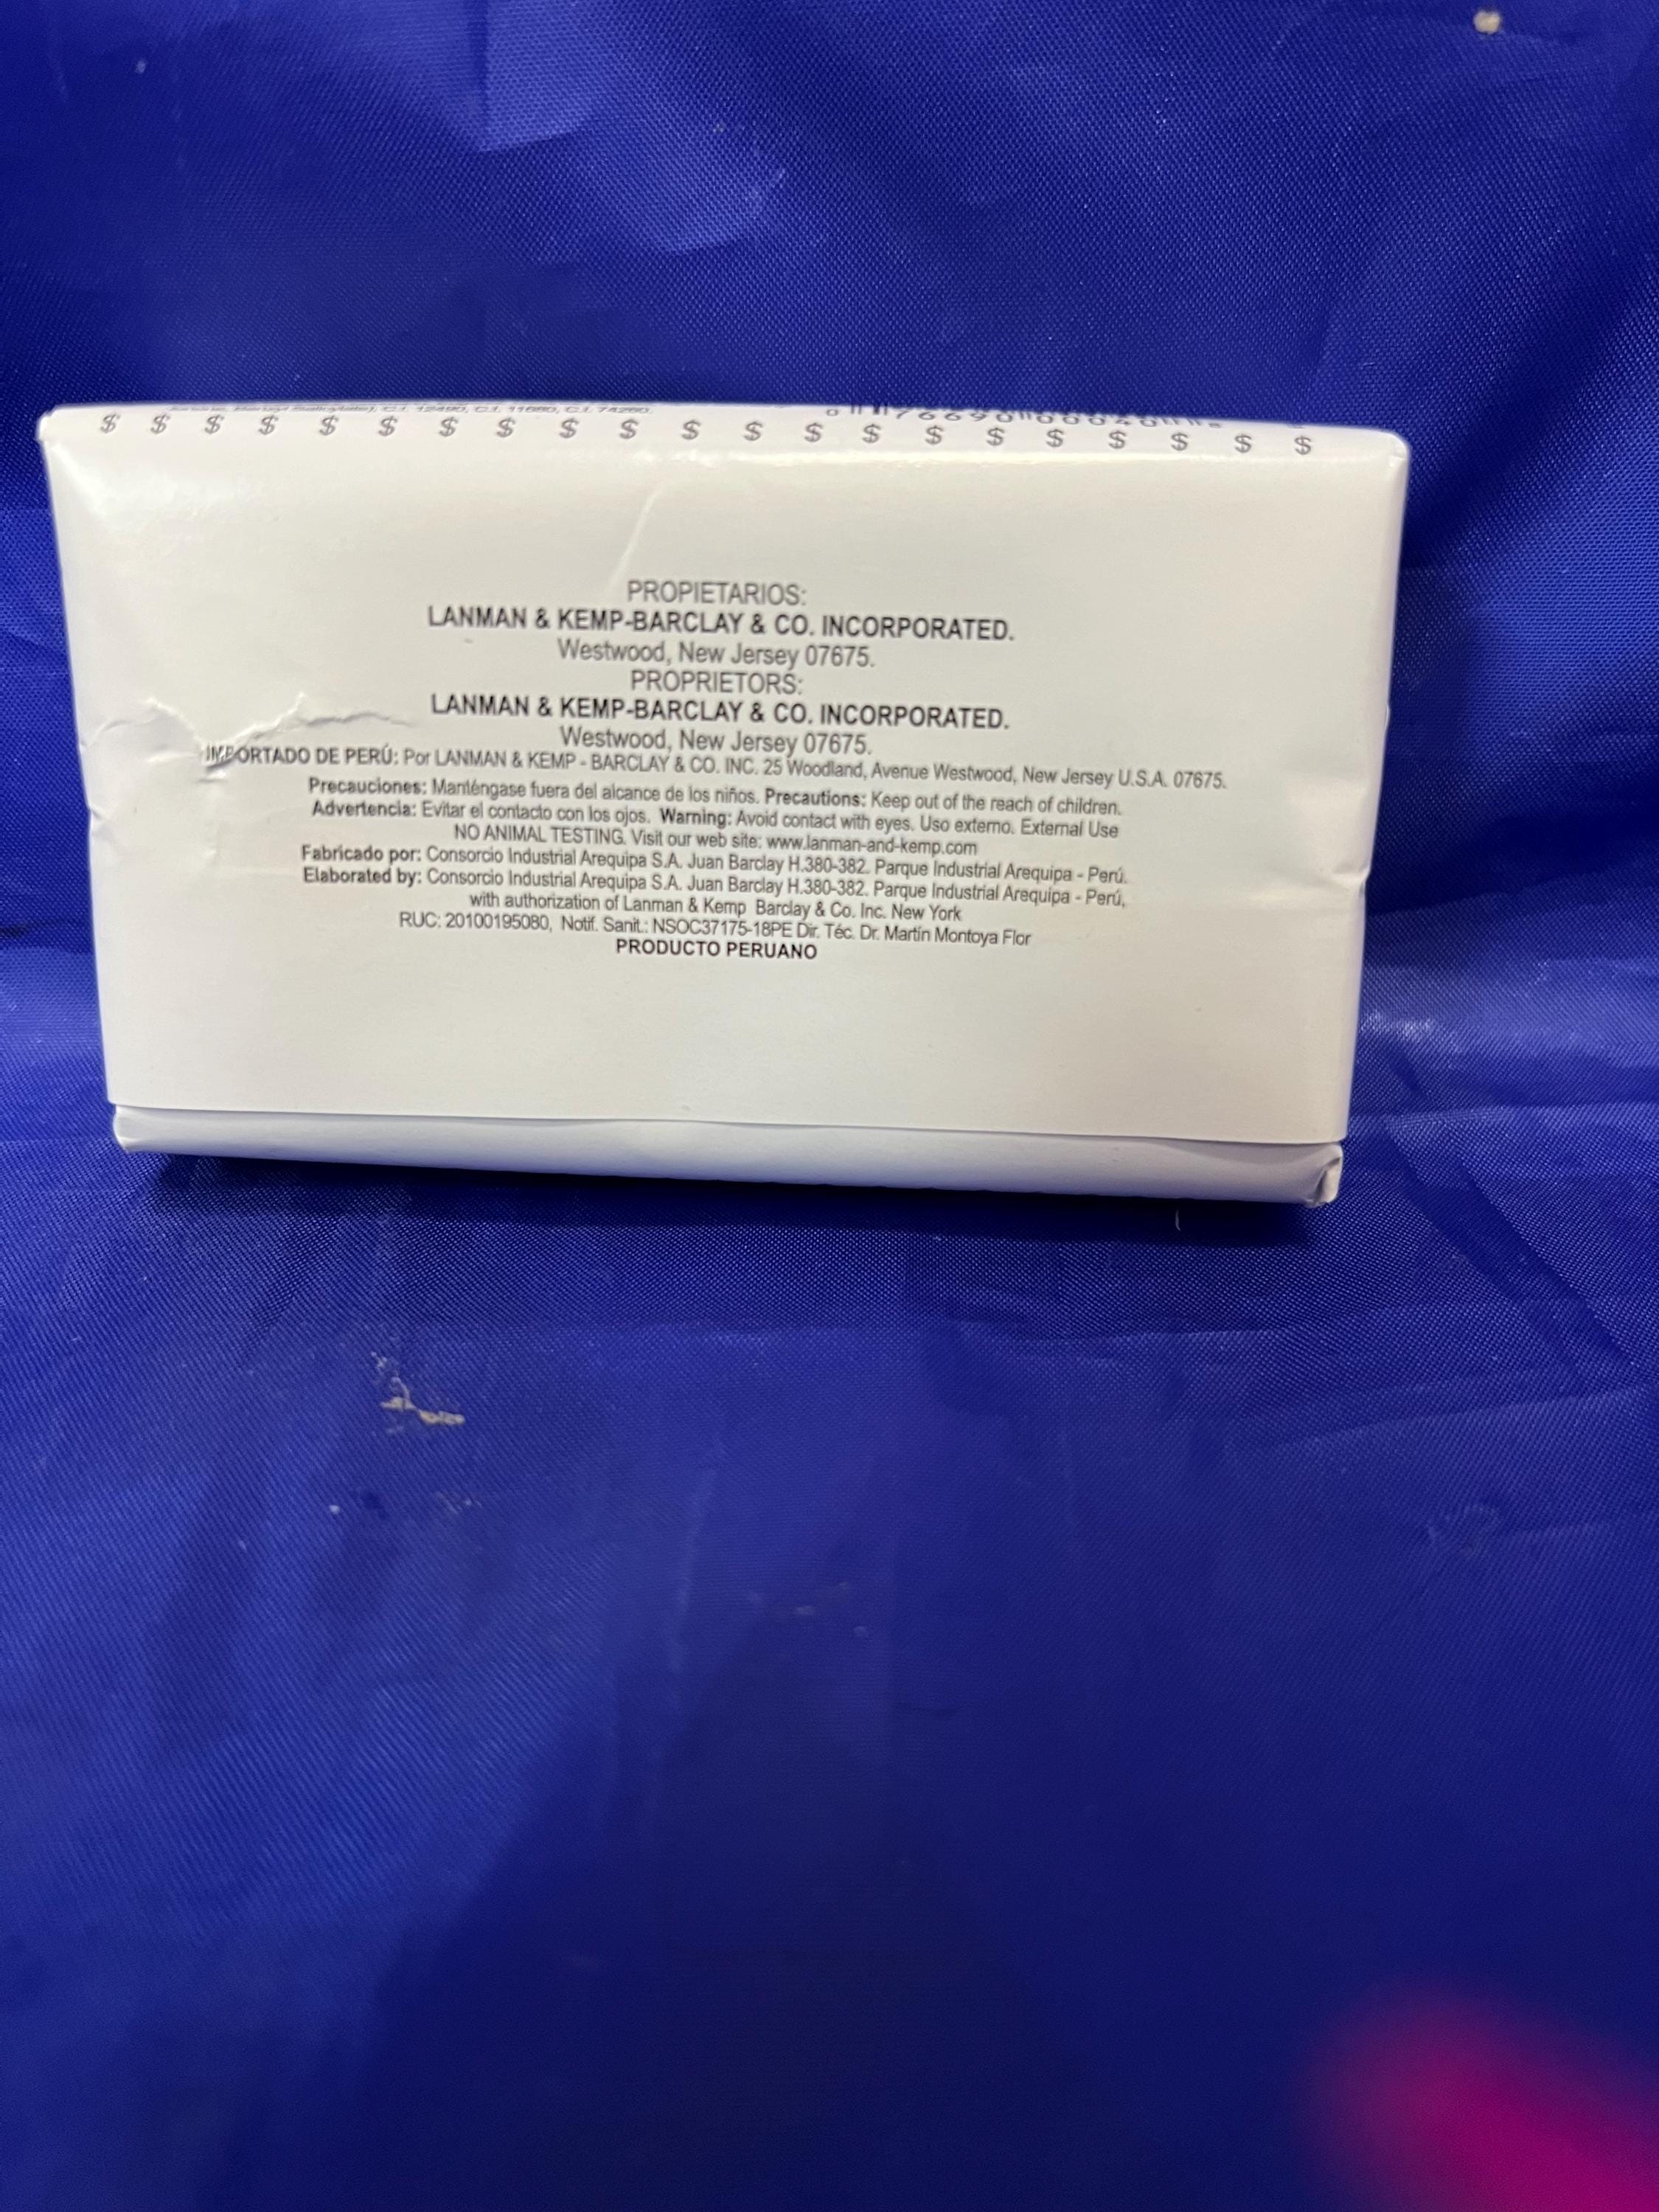 $ $ $ $ $ $ $ $ $ $ $ $ $ $ $ $ $ $ $ $ $
PROPIETARIOS:
LANMAN & KEMP-BARCLAY & CO. INCORPORATED.
Westwood, New Jersey 07675.
PROPRIETORS:
LANMAN & KEMP-BARCLAY & CO. INCORPORATED.
Westwood, New Jersey 07675.
IMPORTADO DE PERÚ: Por LANMAN & KEMP - BARCLAY & CO. INC. 25 Woodland, Avenue Westwood, New Jersey U.S.A. 07675.
Precauciones: Manténgase fuera del alcance de los niños. Precautions: Keep out of the reach of children.
Advertencia: Evitar el contacto con los ojos. Warning: Avoid contact with eyes. Uso externo. External Use
NO ANIMAL TESTING. Visit our web site: www.lanman-and-kemp.com
Fabricado por: Consorcio Industrial Arequipa S.A. Juan Barclay H.380-382. Parque Industrial Arequipa - Perú.
Elaborated by: Consorcio Industrial Arequipa S.A. Juan Barclay H.380-382. Parque Industrial Arequipa - Perú,
with authorization of Lanman & Kemp Barclay & Co. Inc. New York
RUC: 20100195080, Notif. Sanit.: NSOC37175-18PE Dir. Téc. Dr. Martín Montoya Flor
PRODUCTO PERUANO